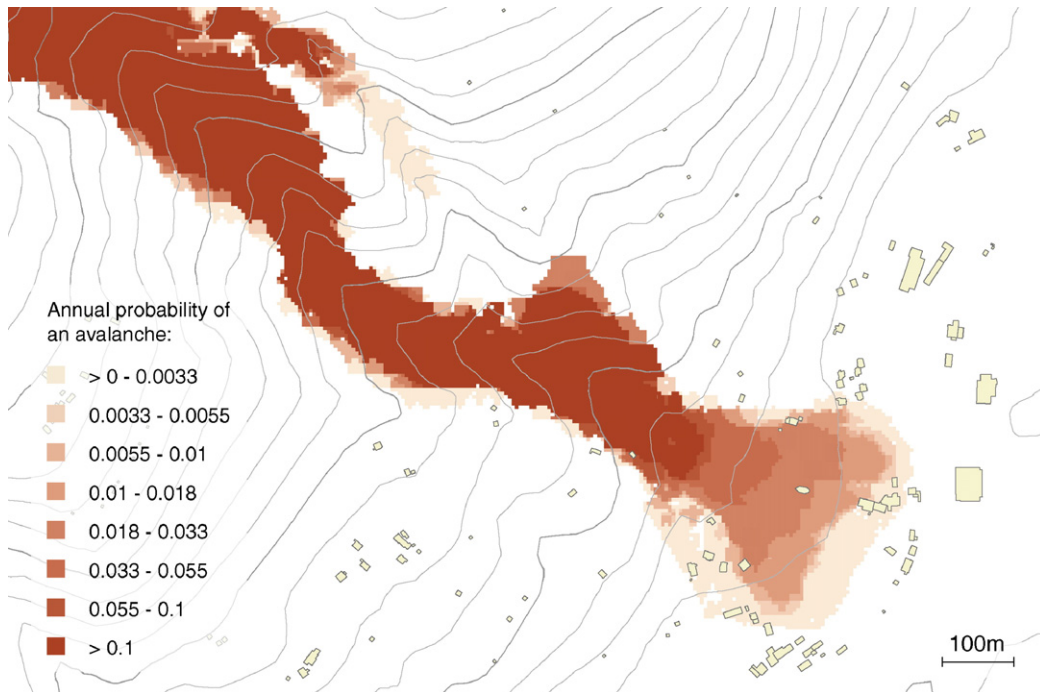 Annual probability of
an avalanche:
> 0 - 0.0033
0.0033 - 0.0055
0.0055 - 0.01
0.01 - 0.018
0.018 - 0.033
0.033 - 0.055
0.055 - 0.1
> 0.1
100m